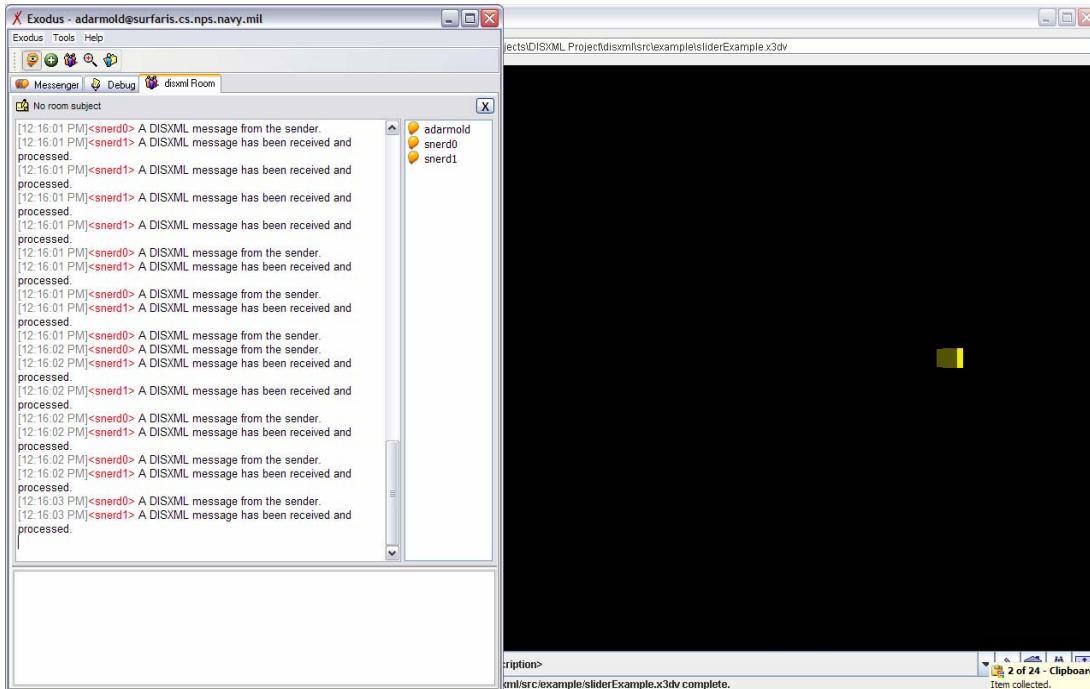 Exodus - adarmold@surfaris.cs.nps.navy.mil
Exodus Tools Help
Messenger Debug disxml Room
No room subject
X
[12:16:01 PM]<snerd0> A DISXML message from the sender.
[12:16:01 PM]<snerd1> A DISXML message has been received and
processed.
[12:16:01 PM]<snerd1> A DISXML message has been received and
processed.
[12:16:01 PM]<snerd1> A DISXML message has been received and
processed.
[12:16:01 PM]<snerd1> A DISXML message has been received and
processed.
[12:16:01 PM]<snerd0> A DISXML message from the sender.
[12:16:01 PM]<snerd1> A DISXML message has been received and
processed.
[12:16:01 PM]<snerd0> A DISXML message from the sender.
[12:16:01 PM]<snerd1> A DISXML message has been received and
processed.
[12:16:01 PM]<snerd0> A DISXML message from the sender.
[12:16:02 PM]<snerd0> A DISXML message from the sender.
[12:16:02 PM]<snerd1> A DISXML message has been received and
processed.
[12:16:02 PM]<snerd1> A DISXML message has been received and
processed.
[12:16:02 PM]<snerd0> A DISXML message from the sender.
[12:16:02 PM]<snerd1> A DISXML message has been received and
processed.
[12:16:02 PM]<snerd0> A DISXML message from the sender.
[12:16:02 PM]<snerd1> A DISXML message has been received and
processed.
[12:16:03 PM]<snerd0> A DISXML message from the sender.
[12:16:03 PM]<snerd1> A DISXML message has been received and
processed.
adarmold
snerd0
snerd1
jects\DISXML Project\disxml\src\example\sliderExample.x3dv
:ription>
xml/src/example/sliderExample.x3dv complete.
2 of 24 - Clipboar
Item collected.